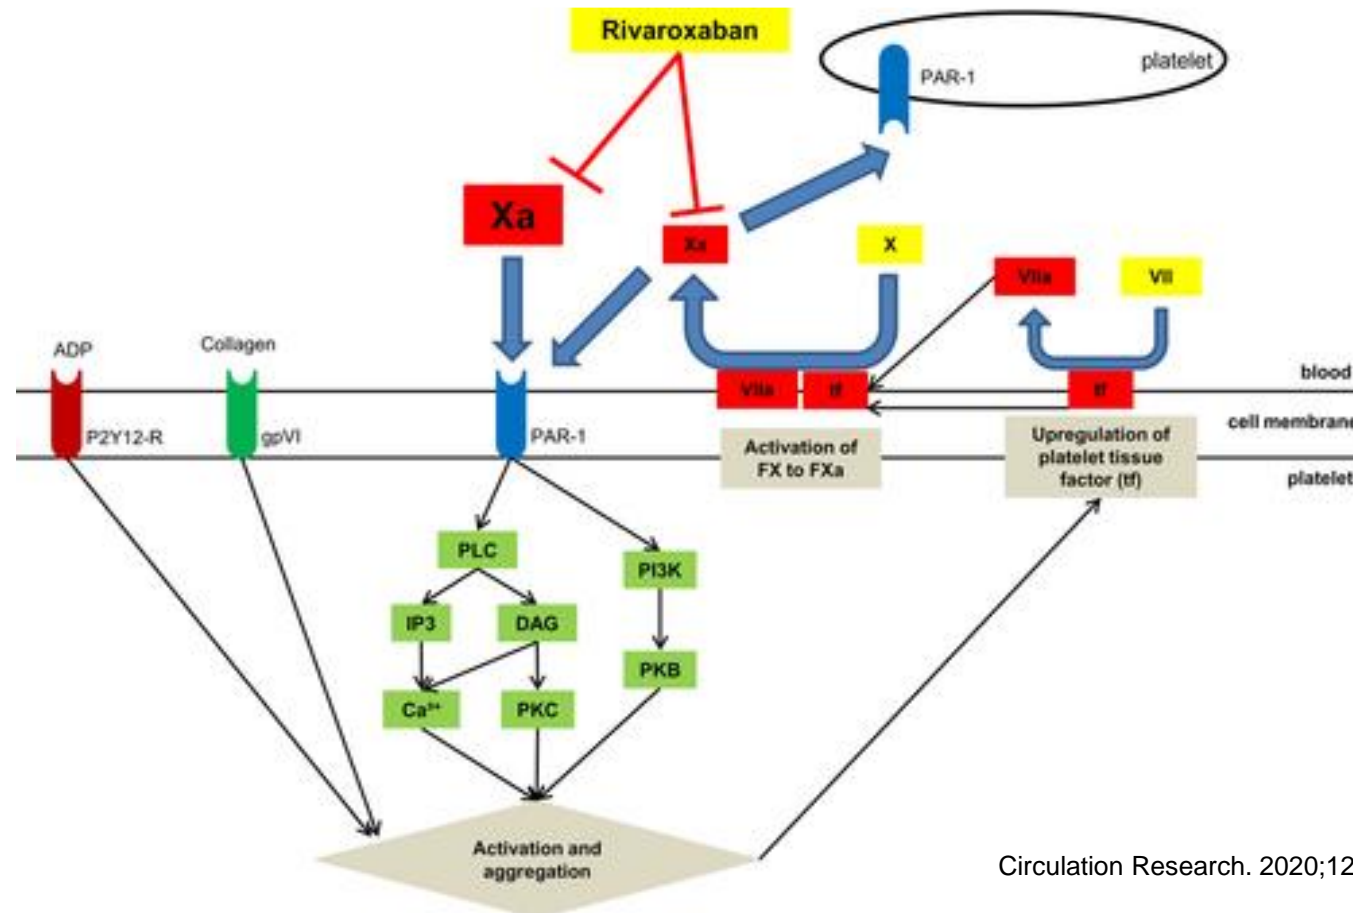 Rivaroxaban
platelet
PAR-1
Xa
Xa
X
VIIa
VII
ADP
Collagen
blood
VIIa
tf
tf
cell membrane
P2Y12-R
gpVI
PAR-1
Activation of
FX to FXa
Upregulation of
platelet tissue
factor (tf)
platelet
PLC
PI3K
IP3
DAG
PKB
Ca²⁺
PKC
Activation and
aggregation
Circulation Research. 2020;12